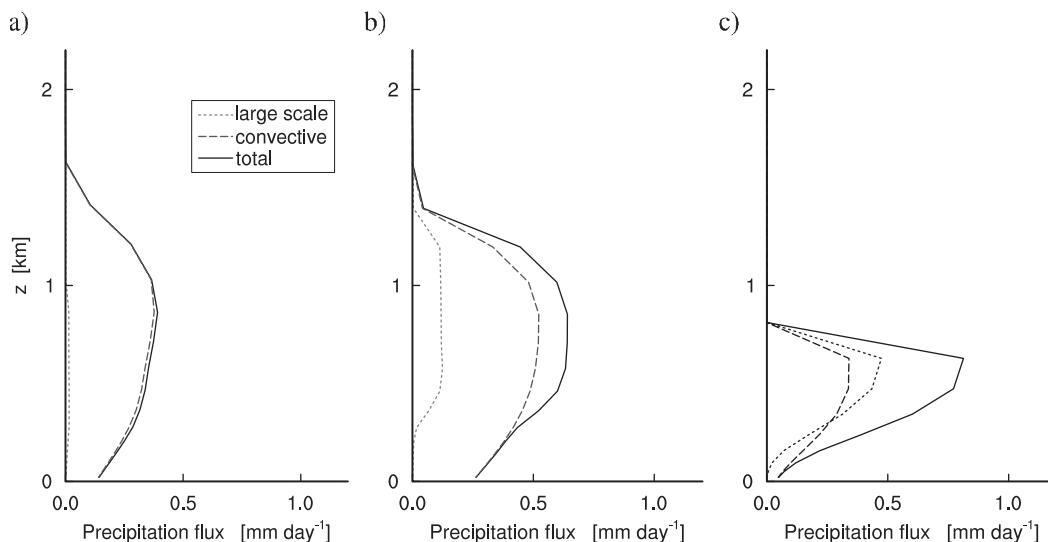 a)
b)
c)
2
1
0
z [km]
large scale
convective
total
0.0
0.5
1.0
Precipitation flux [mm day-1]
2
1
0
0.0
0.5
1.0
Precipitation flux [mm day-1]
2
1
0
0.0
0.5
1.0
Precipitation flux [mm day-1]